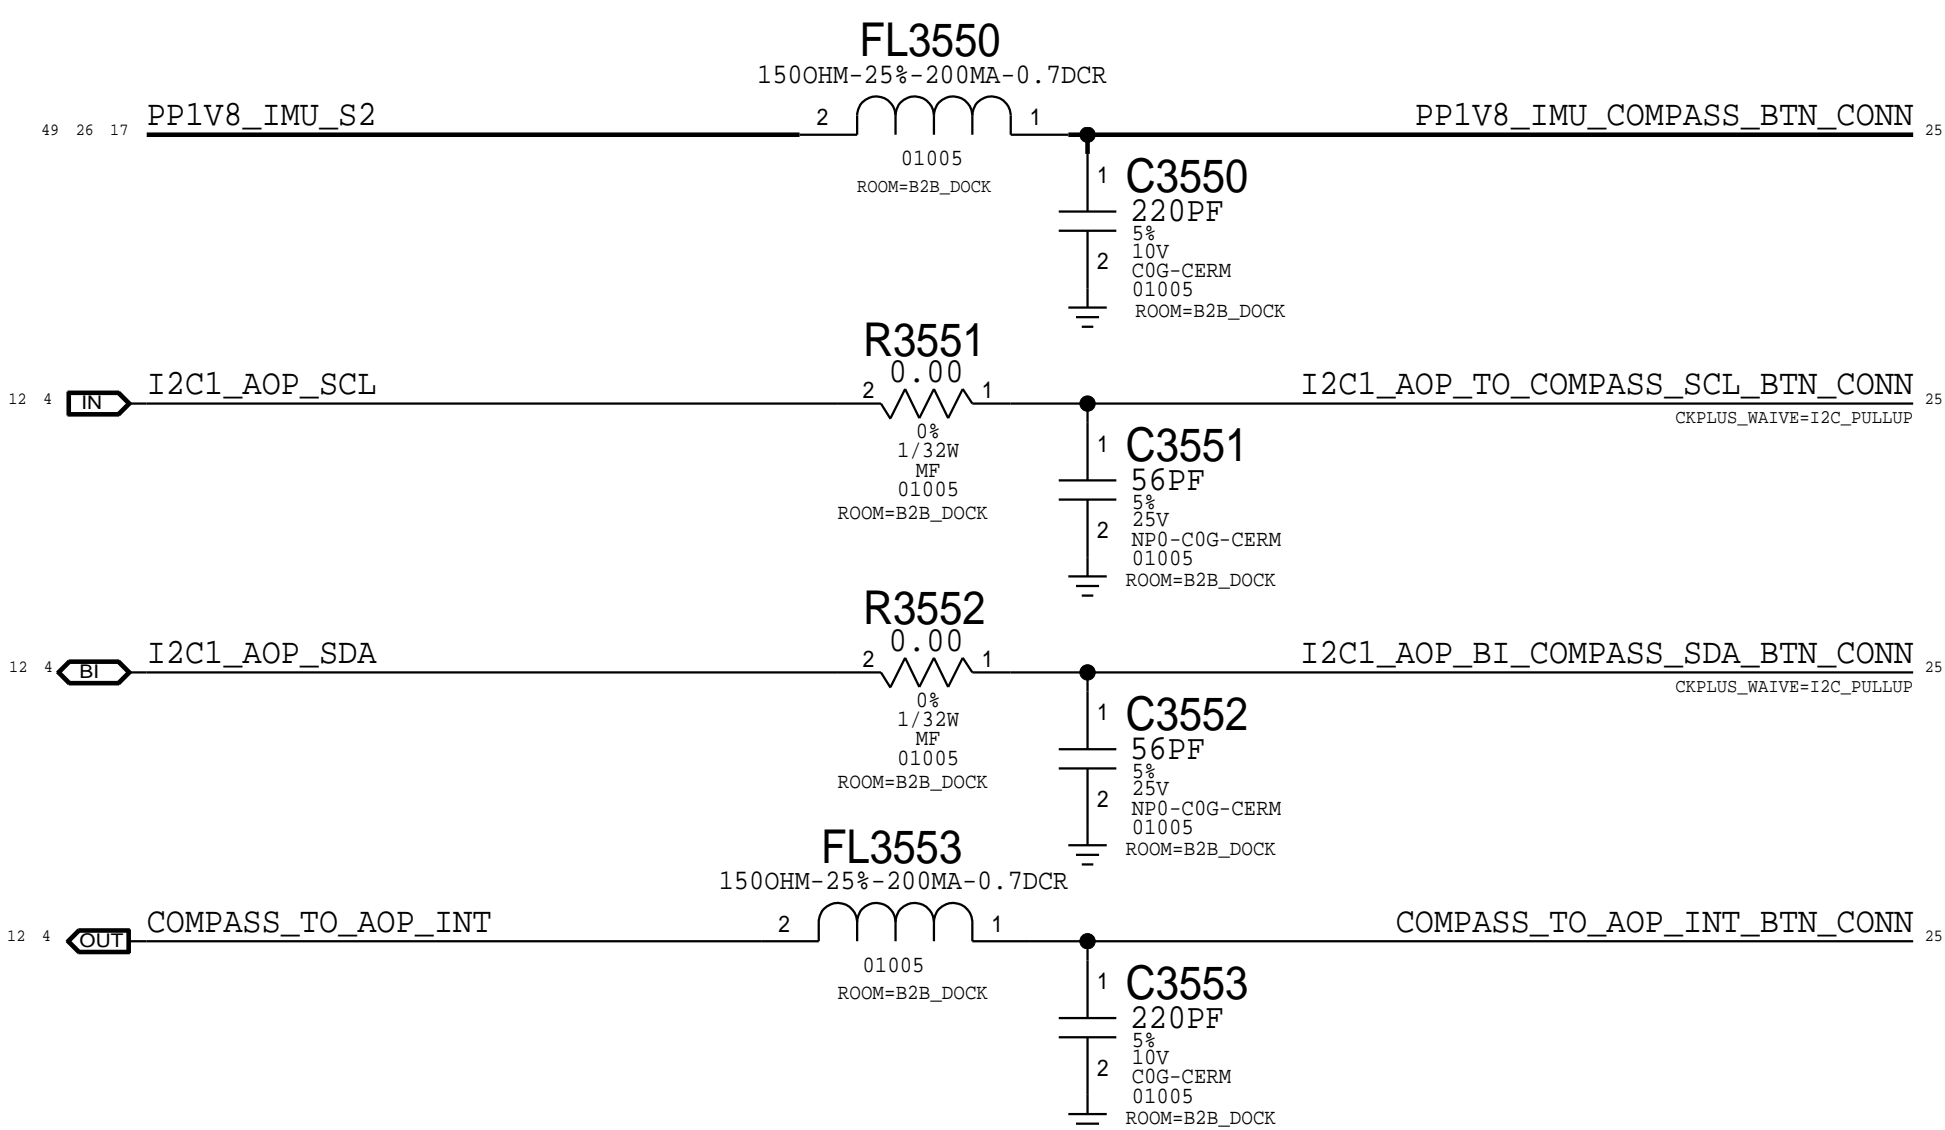 FL3550
150OHM-25%-200MA-0.7DCR
49 26 17 PP1V8_IMU_S2 2 1 PP1V8_IMU_COMPASS_BTN_CONN 25
01005
ROOM=B2B_DOCK
1 C3550
220PF
5%
10V
2 C0G-CERM
01005
ROOM=B2B_DOCK
R3551
0.00
12 4 IN I2C1_AOP_SCL 2 1 I2C1_AOP_TO_COMPASS_SCL_BTN_CONN 25
CKPLUS_WAIVE=I2C_PULLUP
0%
1/32W
MF
01005
ROOM=B2B_DOCK
1 C3551
56PF
5%
25V
2 NP0-C0G-CERM
01005
ROOM=B2B_DOCK
R3552
0.00
12 4 BI I2C1_AOP_SDA 2 1 I2C1_AOP_BI_COMPASS_SDA_BTN_CONN 25
CKPLUS_WAIVE=I2C_PULLUP
0%
1/32W
MF
01005
ROOM=B2B_DOCK
1 C3552
56PF
5%
25V
2 NP0-C0G-CERM
01005
ROOM=B2B_DOCK
FL3553
150OHM-25%-200MA-0.7DCR
12 4 OUT COMPASS_TO_AOP_INT 2 1 COMPASS_TO_AOP_INT_BTN_CONN 25
01005
ROOM=B2B_DOCK
1 C3553
220PF
5%
10V
2 C0G-CERM
01005
ROOM=B2B_DOCK